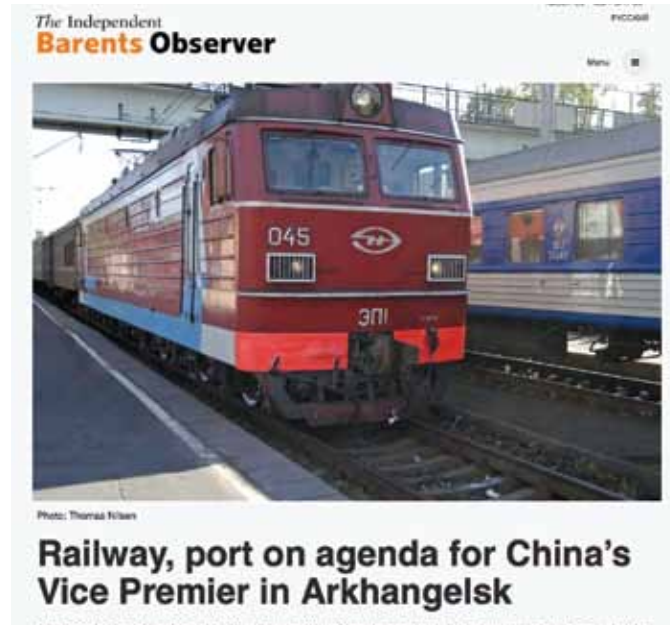 The Independent
Barents Observer
РУССКИЙ
Menu
045
ЭП1
Photo: Thomas Nilsen
Railway, port on agenda for China's
Vice Premier in Arkhangelsk